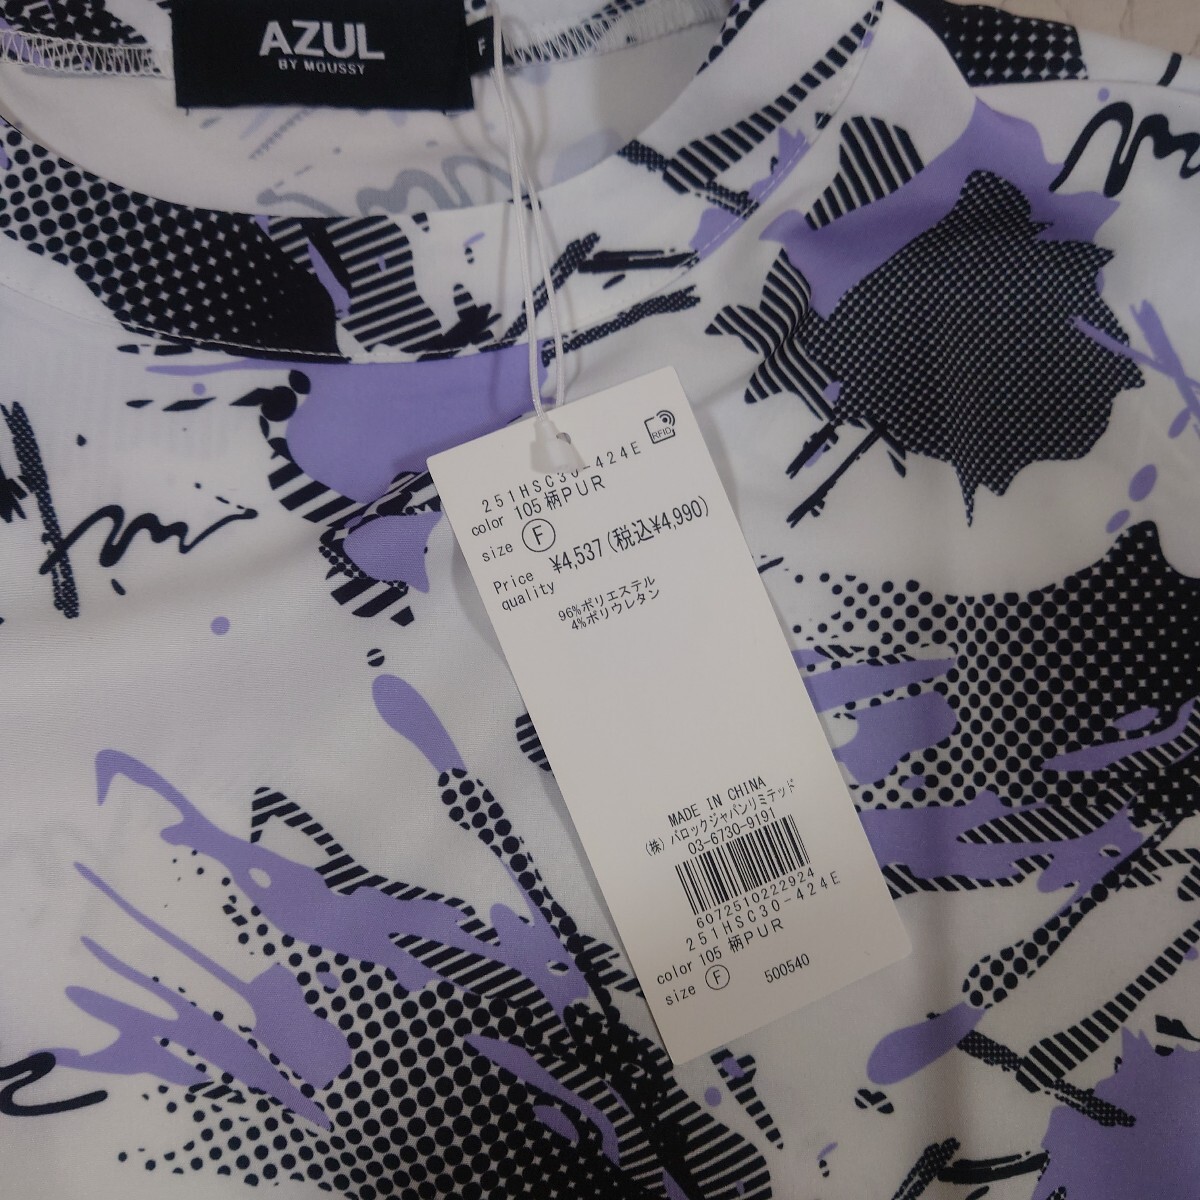 AZUL
BY MOUSSY
F
RFID
251HSC30-424E
color 105 柄PUR
size F
Price ¥4,537(税込¥4,990)
quality
96%ポリエステル
4%ポリウレタン
MADE IN CHINA
(株)バロックジャパンリミテッド
03-6730-9191
6072510222924
251HSC30-424E
color 105 柄PUR
size F
500540